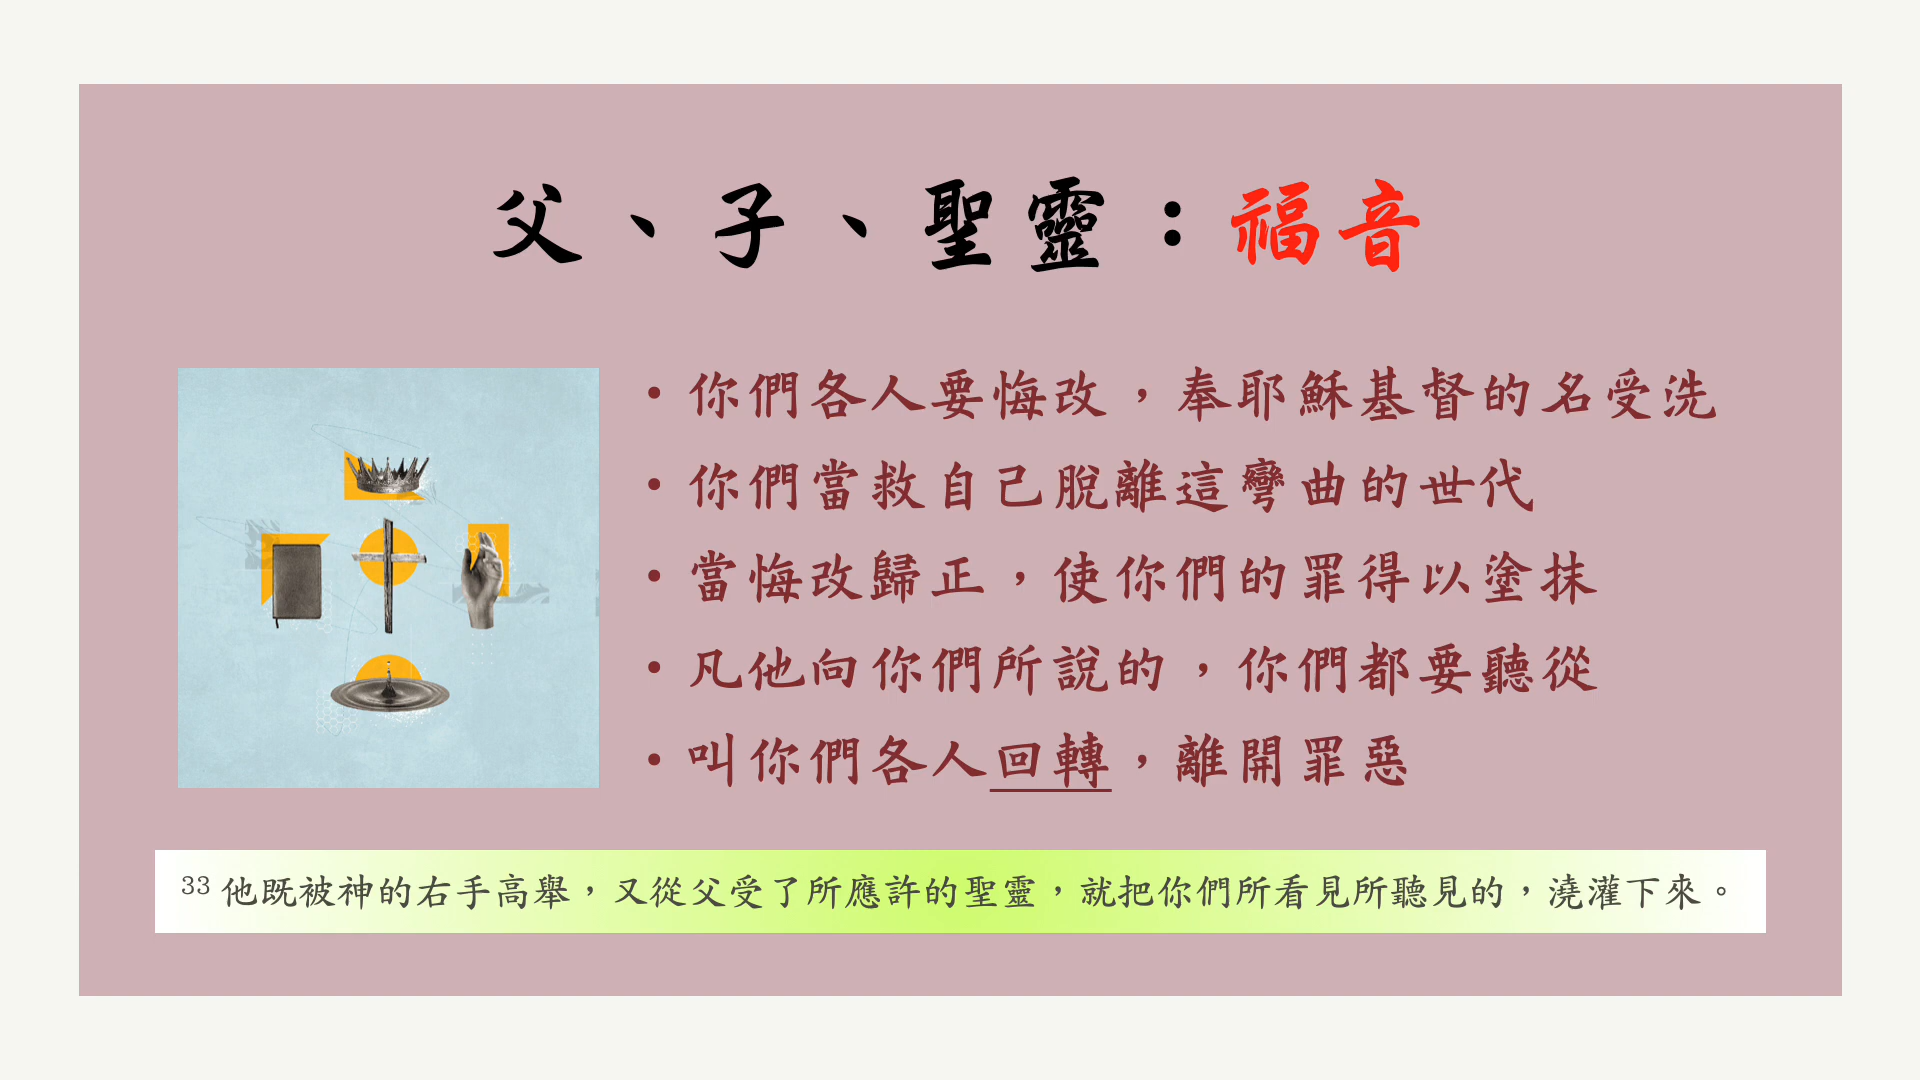 父、子、聖靈：福音
• 你們各人要悔改，奉耶穌基督的名受洗
• 你們當救自己脫離這彎曲的世代
• 當悔改歸正，使你們的罪得以塗抹
• 凡他向你們所說的，你們都要聽從
• 叫你們各人回轉，離開罪惡
33 他既被神的右手高舉，又從父受了所應許的聖靈，就把你們所看見所聽見的，澆灌下來。